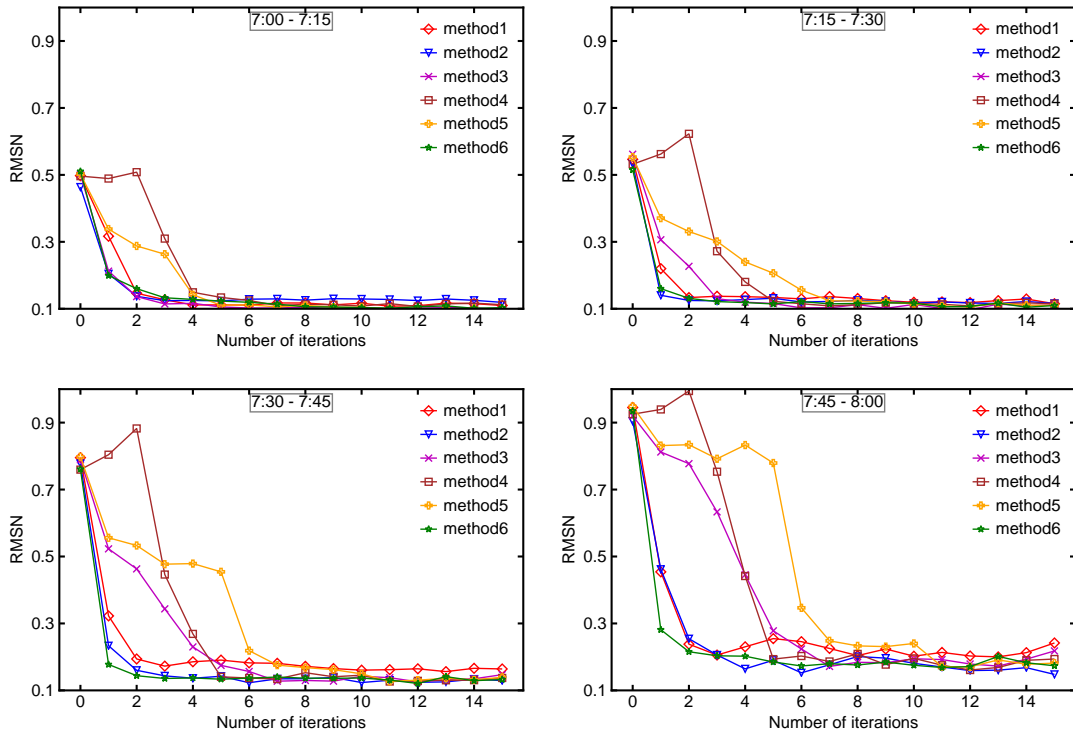 7:00 - 7:15
RMSN
0.9
0.7
0.5
0.3
0.1
method1
method2
method3
method4
method5
method6
0 2 4 6 8 10 12 14
Number of iterations
7:15 - 7:30
RMSN
0.9
0.7
0.5
0.3
0.1
method1
method2
method3
method4
method5
method6
0 2 4 6 8 10 12 14
Number of iterations
7:30 - 7:45
RMSN
0.9
0.7
0.5
0.3
0.1
method1
method2
method3
method4
method5
method6
0 2 4 6 8 10 12 14
Number of iterations
7:45 - 8:00
RMSN
0.9
0.7
0.5
0.3
0.1
method1
method2
method3
method4
method5
method6
0 2 4 6 8 10 12 14
Number of iterations